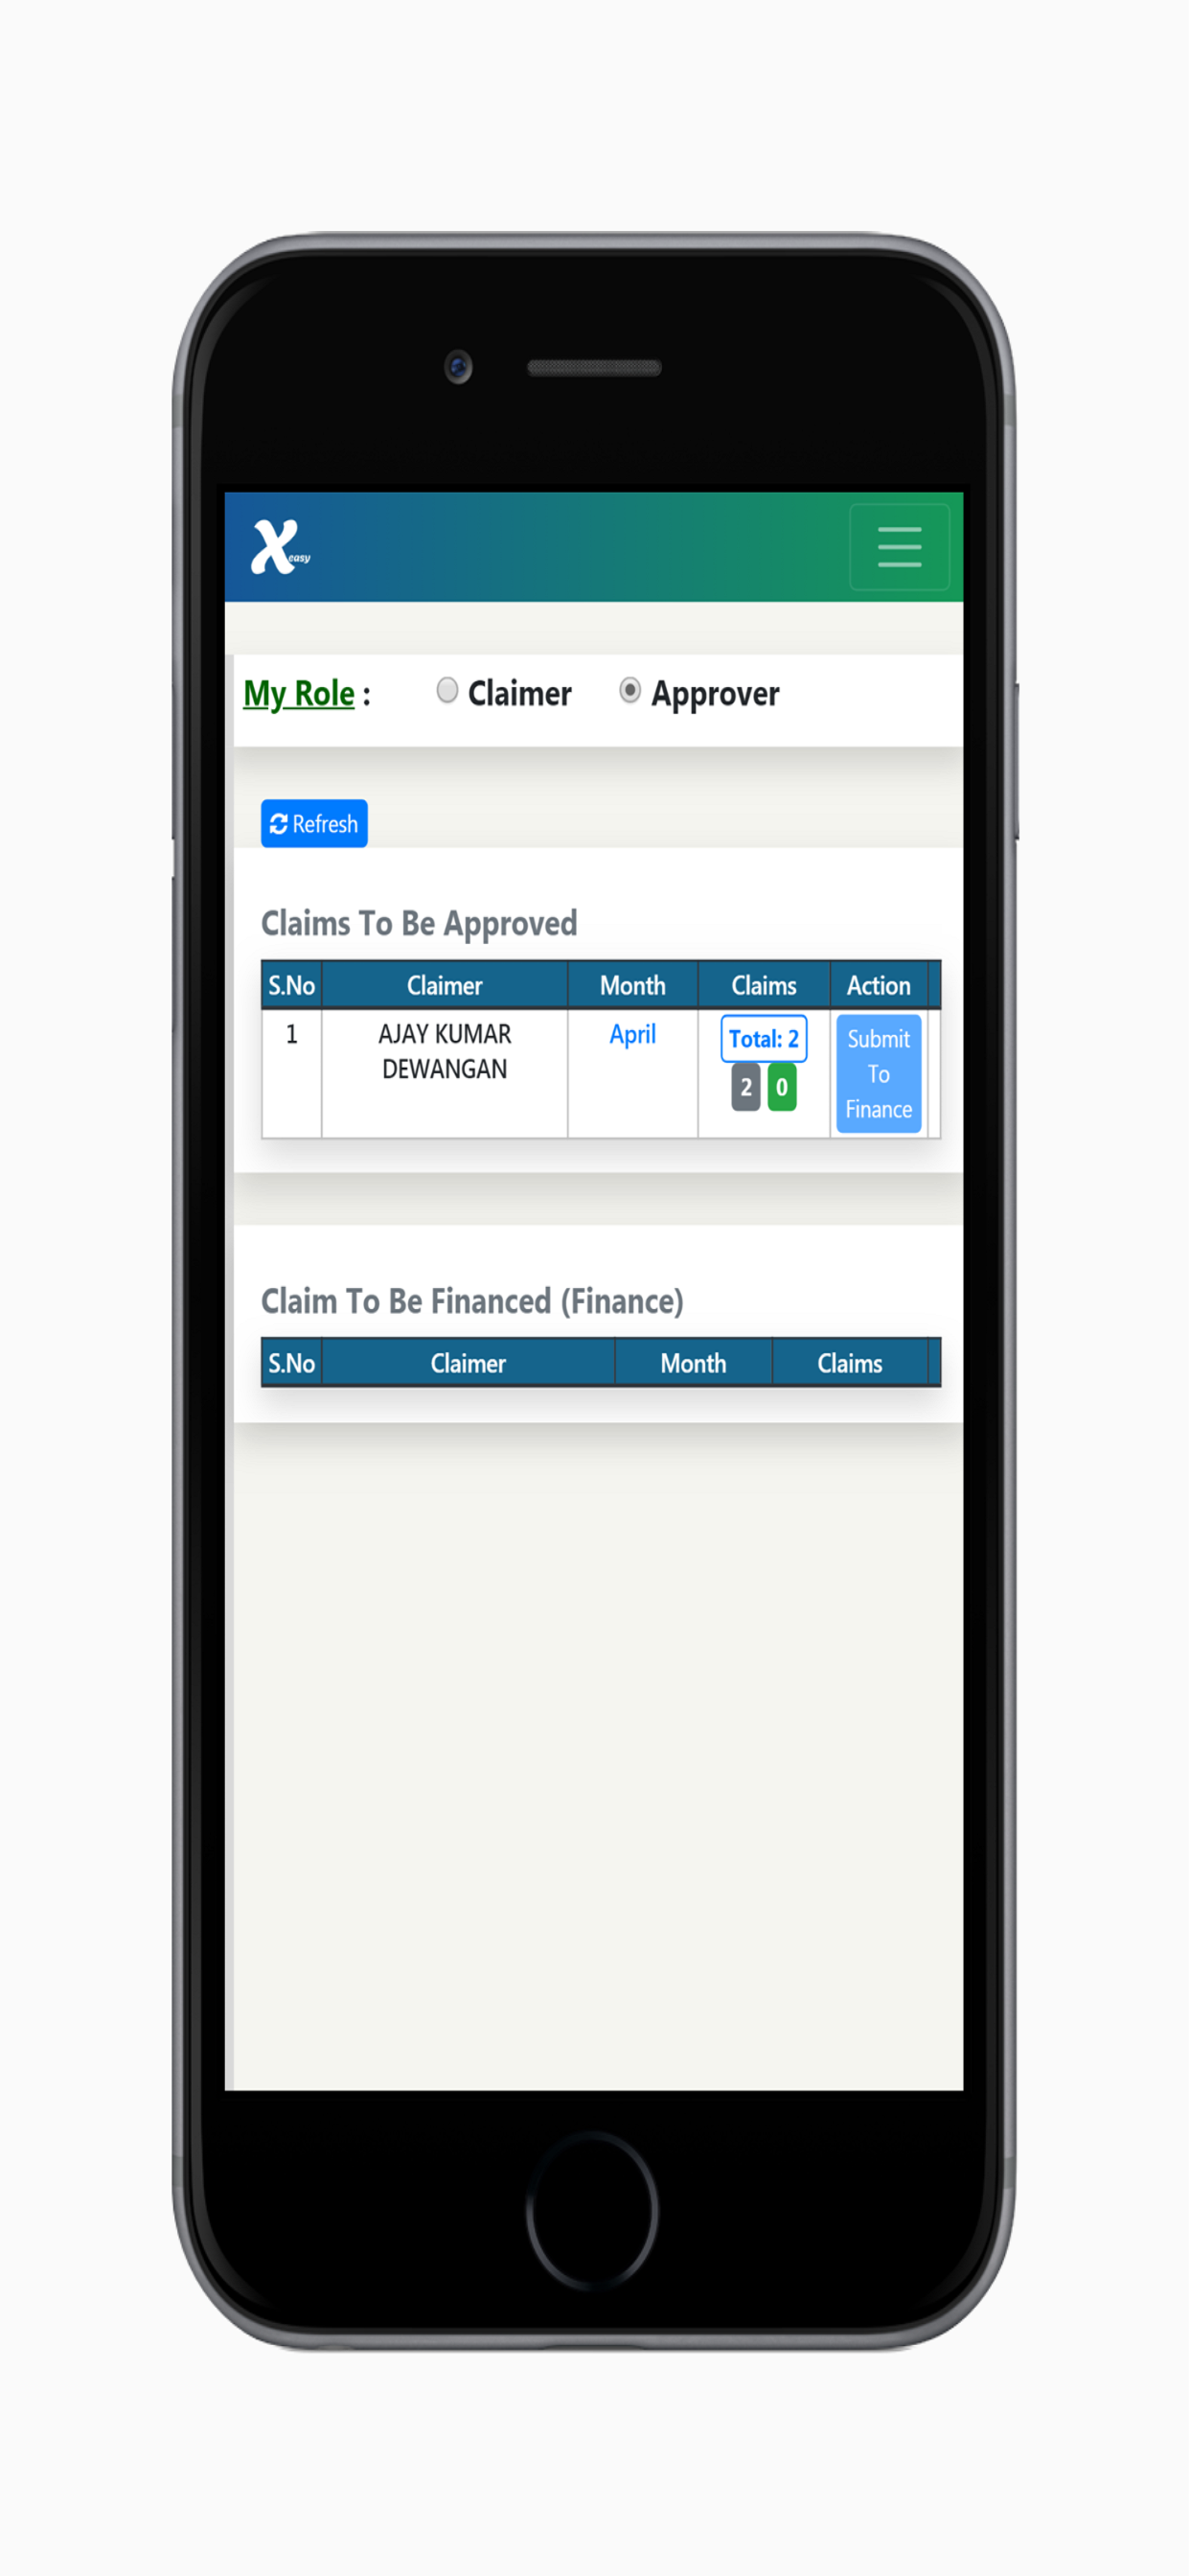 X easy
My Role : Claimer Approver
Refresh
Claims To Be Approved
S.No Claimer Month Claims Action
1 AJAY KUMAR DEWANGAN April Total: 2 2 0 Submit To Finance
Claim To Be Financed (Finance)
S.No Claimer Month Claims